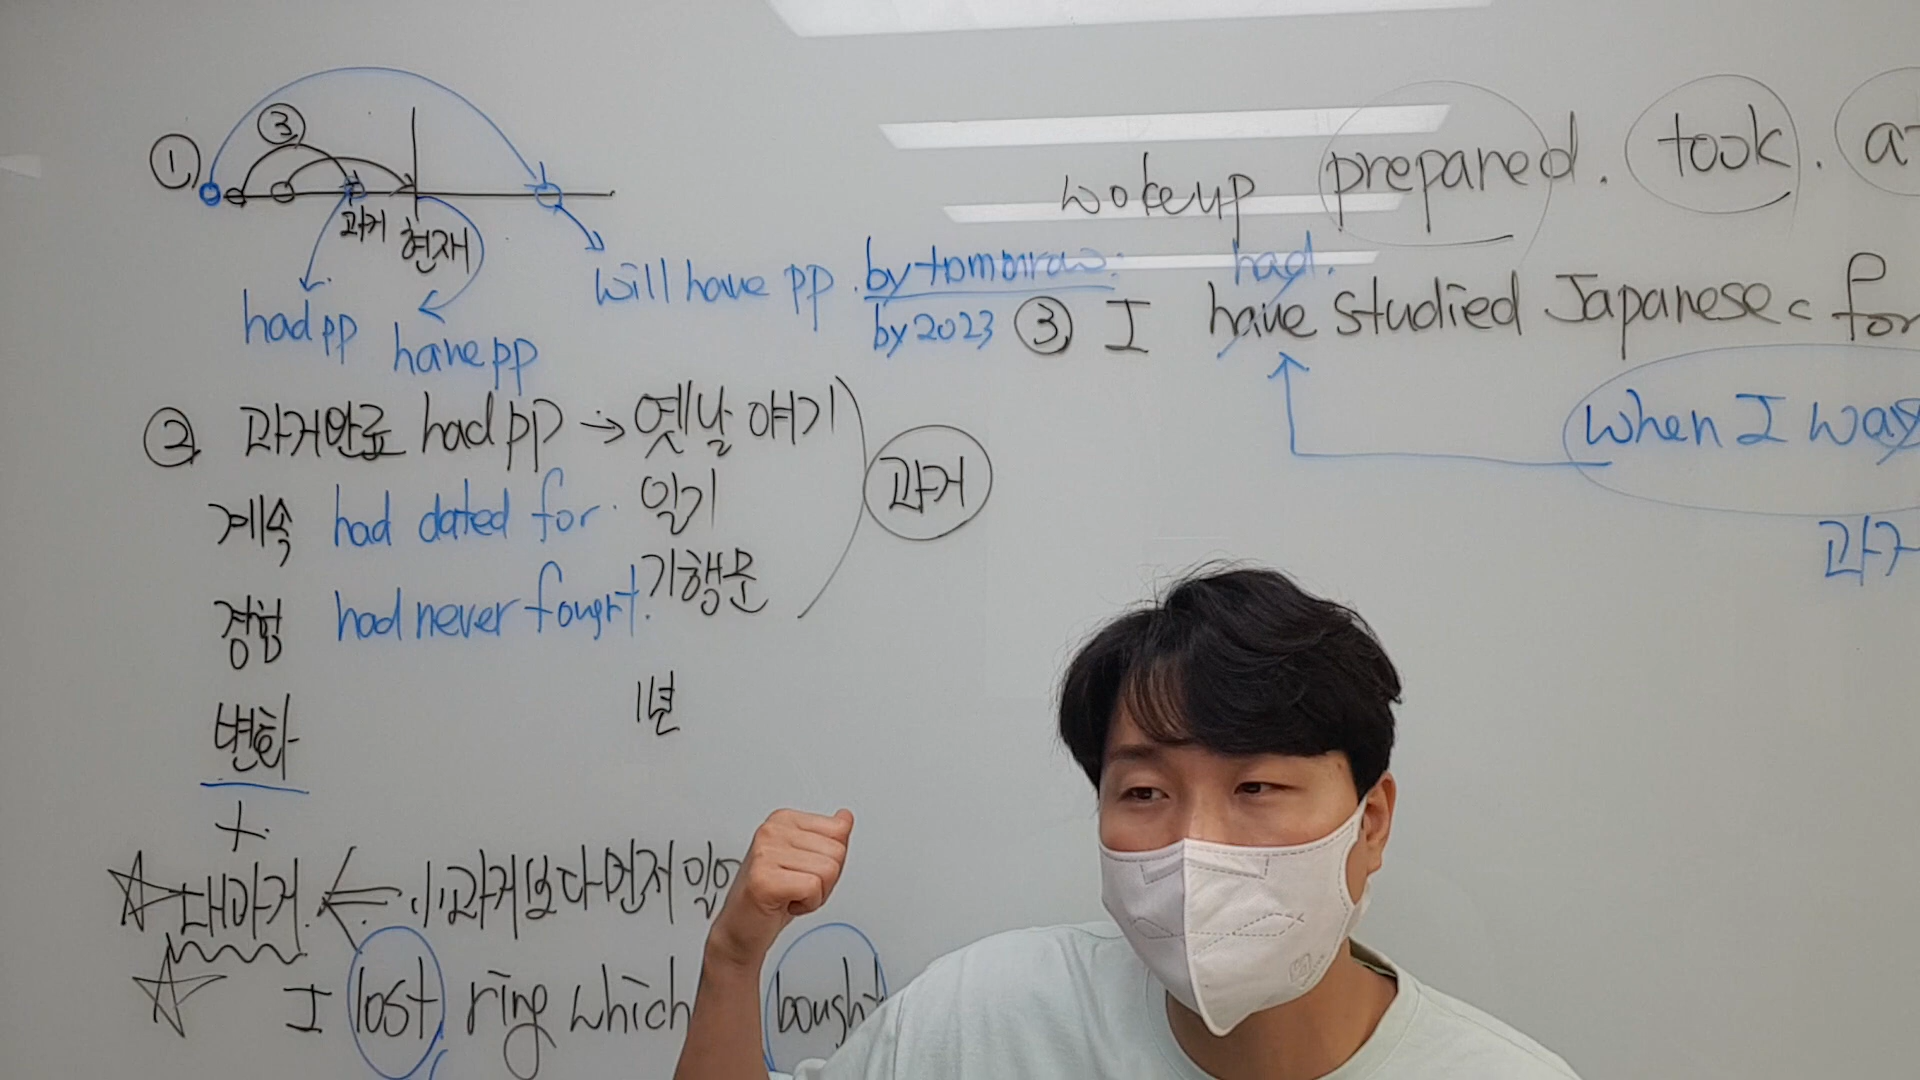 ① ③
과거 현재
had pp have pp
will have pp. by tomorrow.
by 2023
② 과거완료 had pp → 옛날 얘기
일기
기행문
과거
계속 had dated for.
경험 had never fought.
1년
변화
+
☆대과거 ← 과거보다 먼저
☆ I lost ring which bought
woke up prepared. took.
had.
③ I have studied Japanese for
When I was
과거